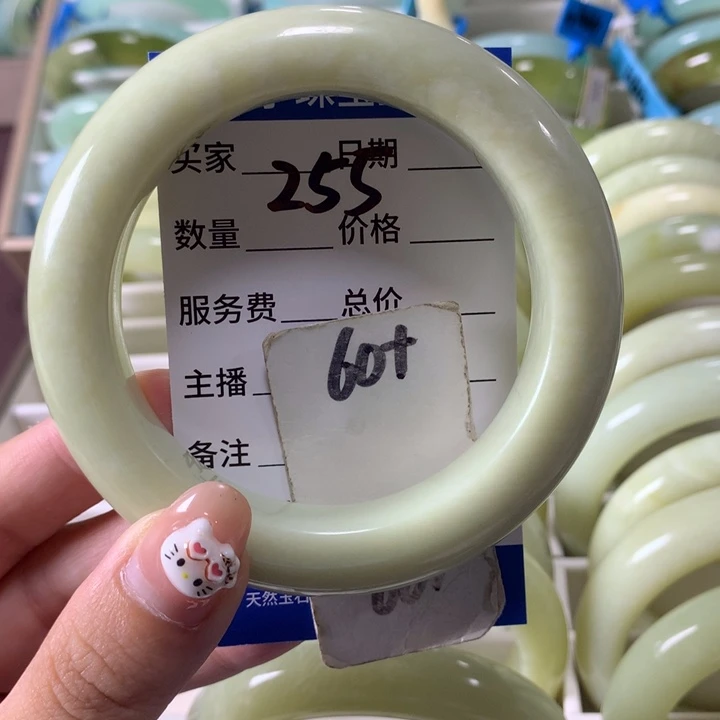 买家 255 日期
数量 价格
服务费 总价
60+
主播
备注
天然玉石